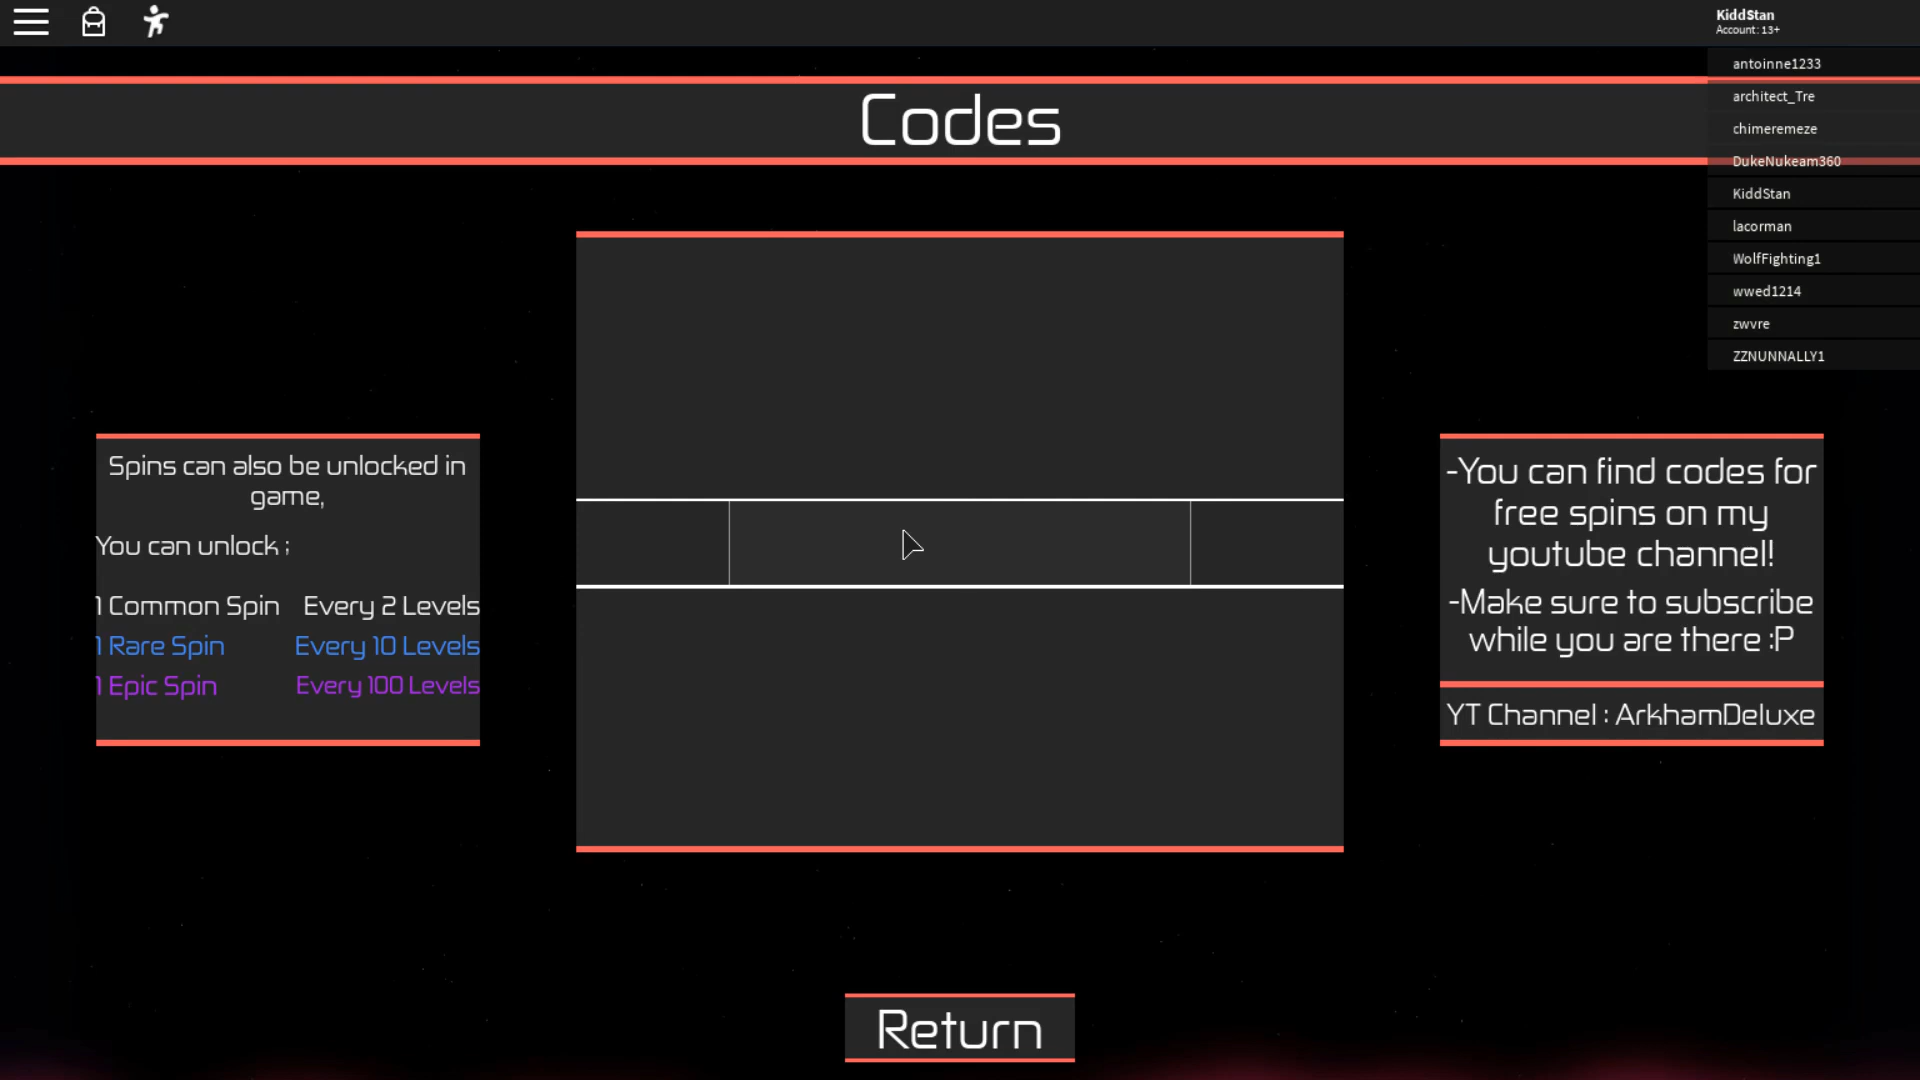 KiddStan
Account: 13+
antoinne1233
architect_Tre
chimeremeze
DukeNukeam360
KiddStan
lacorman
WolfFighting1
wwed1214
zwvre
ZZNUNNALLY1
Codes
Spins can also be unlocked in
game,
You can unlock ;
1 Common Spin Every 2 Levels
1 Rare Spin Every 10 Levels
1 Epic Spin Every 100 Levels
-You can find codes for
free spins on my
youtube channel!
-Make sure to subscribe
while you are there :P
YT Channel : ArkhamDeluxe
Return